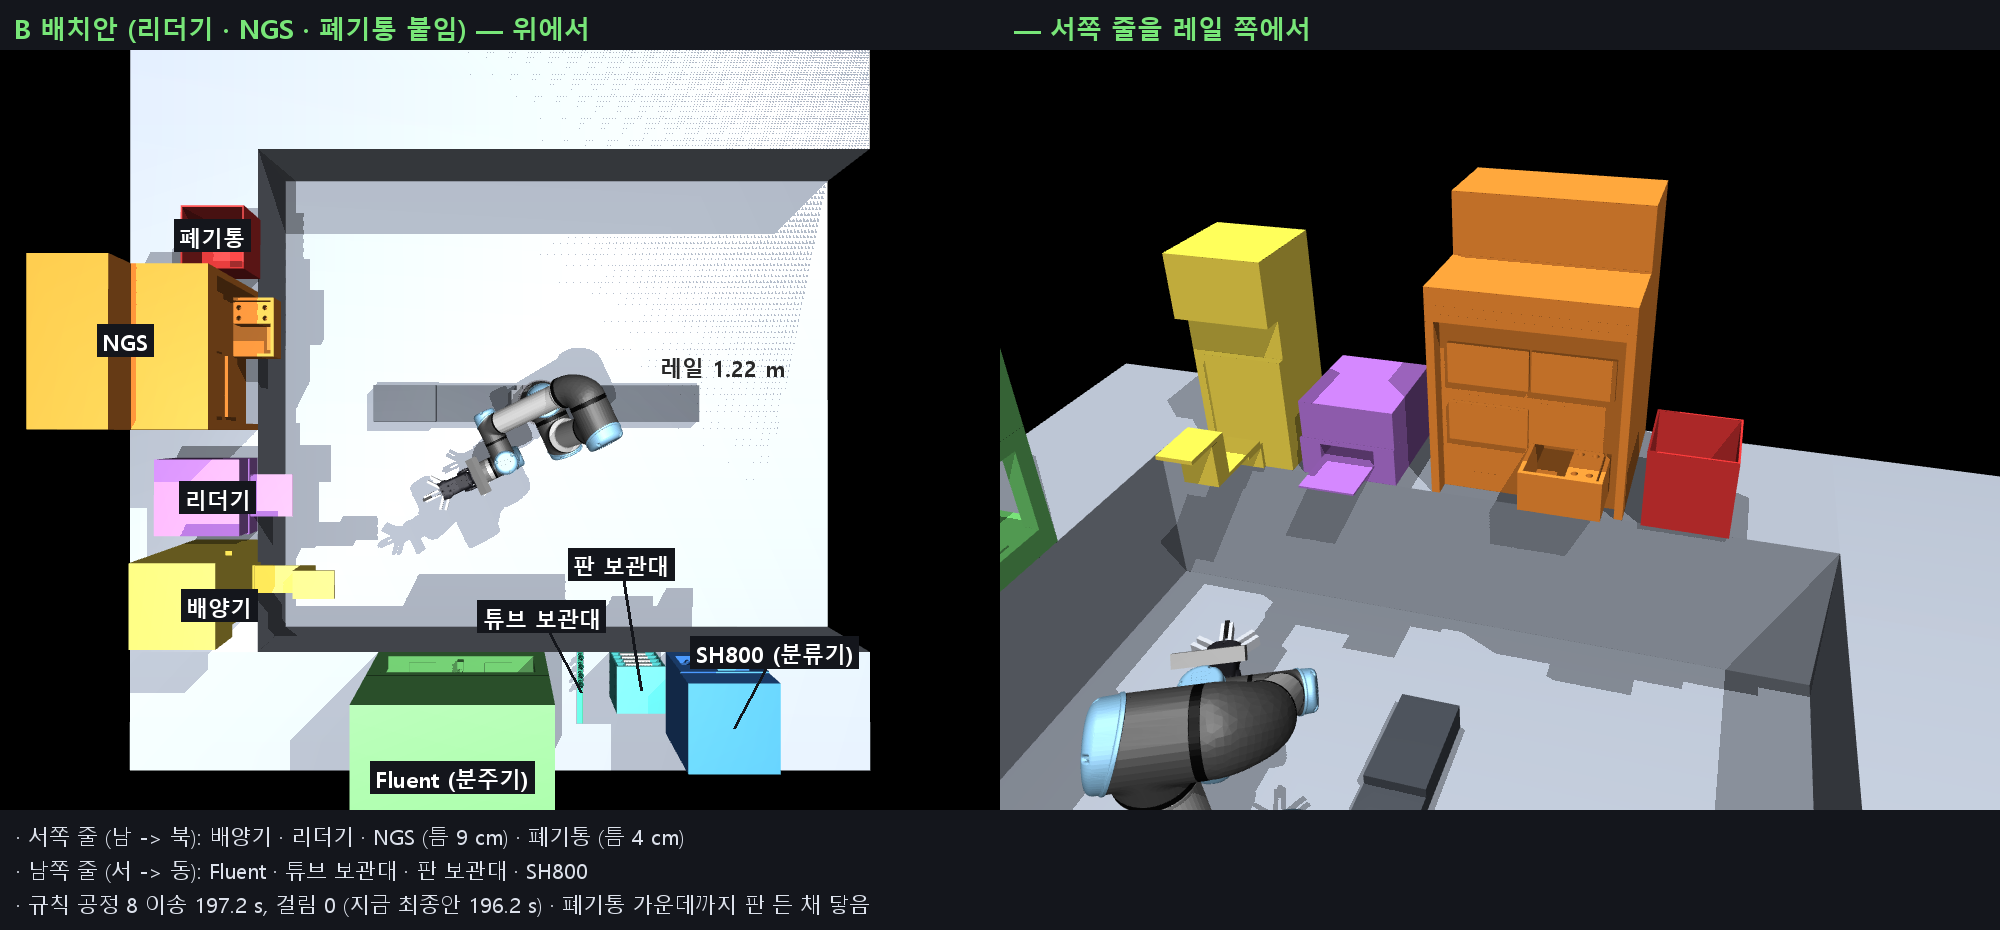 B 배치안 (리더기 · NGS · 폐기통 붙임) — 위에서
— 서쪽 줄을 레일 쪽에서
폐기통
NGS
레일 1.22 m
리더기
판 보관대
배양기
튜브 보관대
SH800 (분류기)
Fluent (분주기)
· 서쪽 줄 (남 -> 북): 배양기 · 리더기 · NGS (틈 9 cm) · 폐기통 (틈 4 cm)
· 남쪽 줄 (서 -> 동): Fluent · 튜브 보관대 · 판 보관대 · SH800
· 규칙 공정 8 이송 197.2 s, 걸림 0 (지금 최종안 196.2 s) · 폐기통 가운데까지 판 든 채 닿음